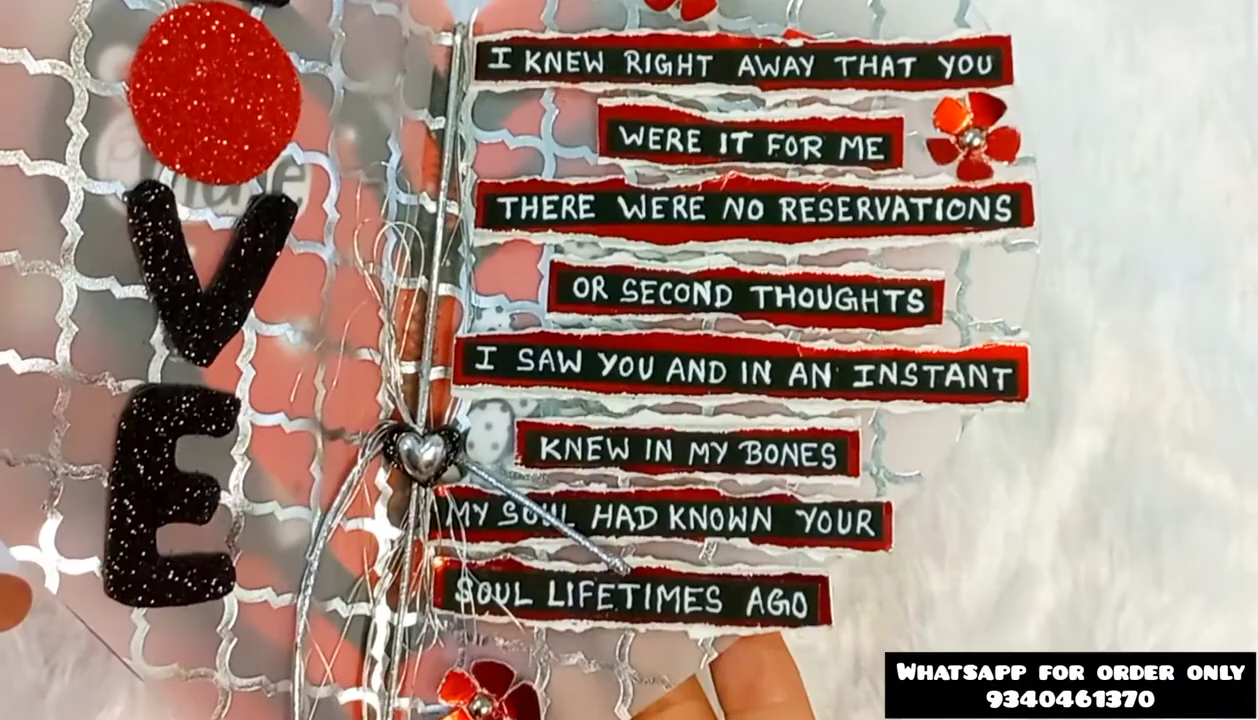 I KNEW RIGHT AWAY THAT YOU
WERE IT FOR ME
THERE WERE NO RESERVATIONS
OR SECOND THOUGHTS
I SAW YOU AND IN AN INSTANT
KNEW IN MY BONES
MY SOUL HAD KNOWN YOUR
SOUL LIFETIMES AGO
V
E
WHATSAPP FOR ORDER ONLY
9340461370